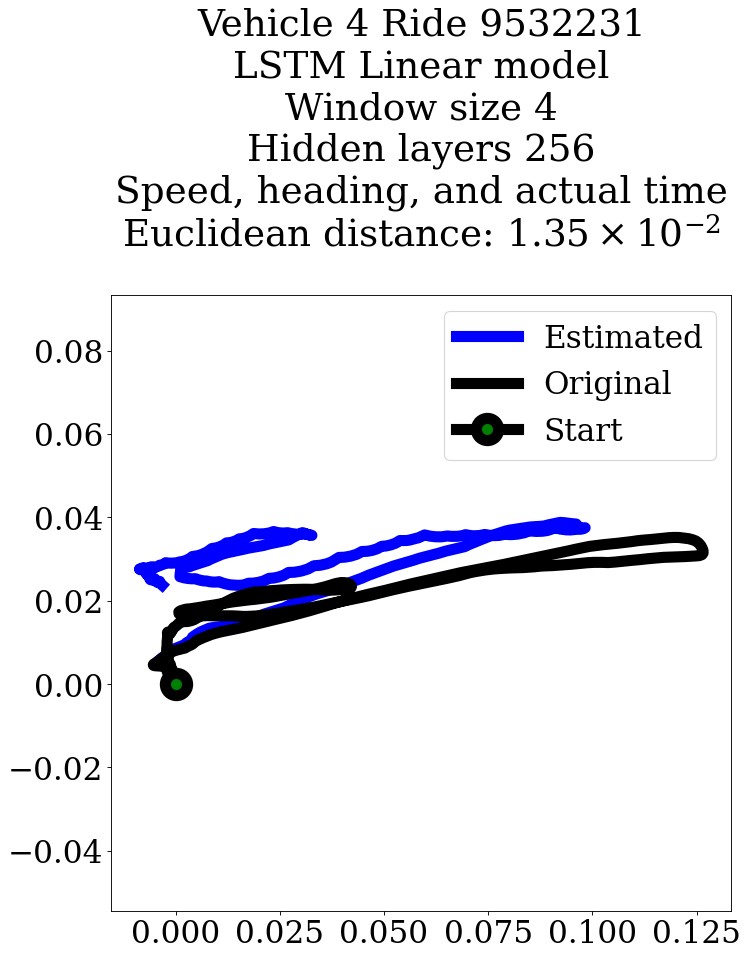 Vehicle 4 Ride 9532231
LSTM Linear model
Window size 4
Hidden layers 256
Speed, heading, and actual time
Euclidean distance: 1.35 × 10⁻²
Estimated
Original
Start
0.08
0.06
0.04
0.02
0.00
−0.02
−0.04
0.000 0.025 0.050 0.075 0.100 0.125